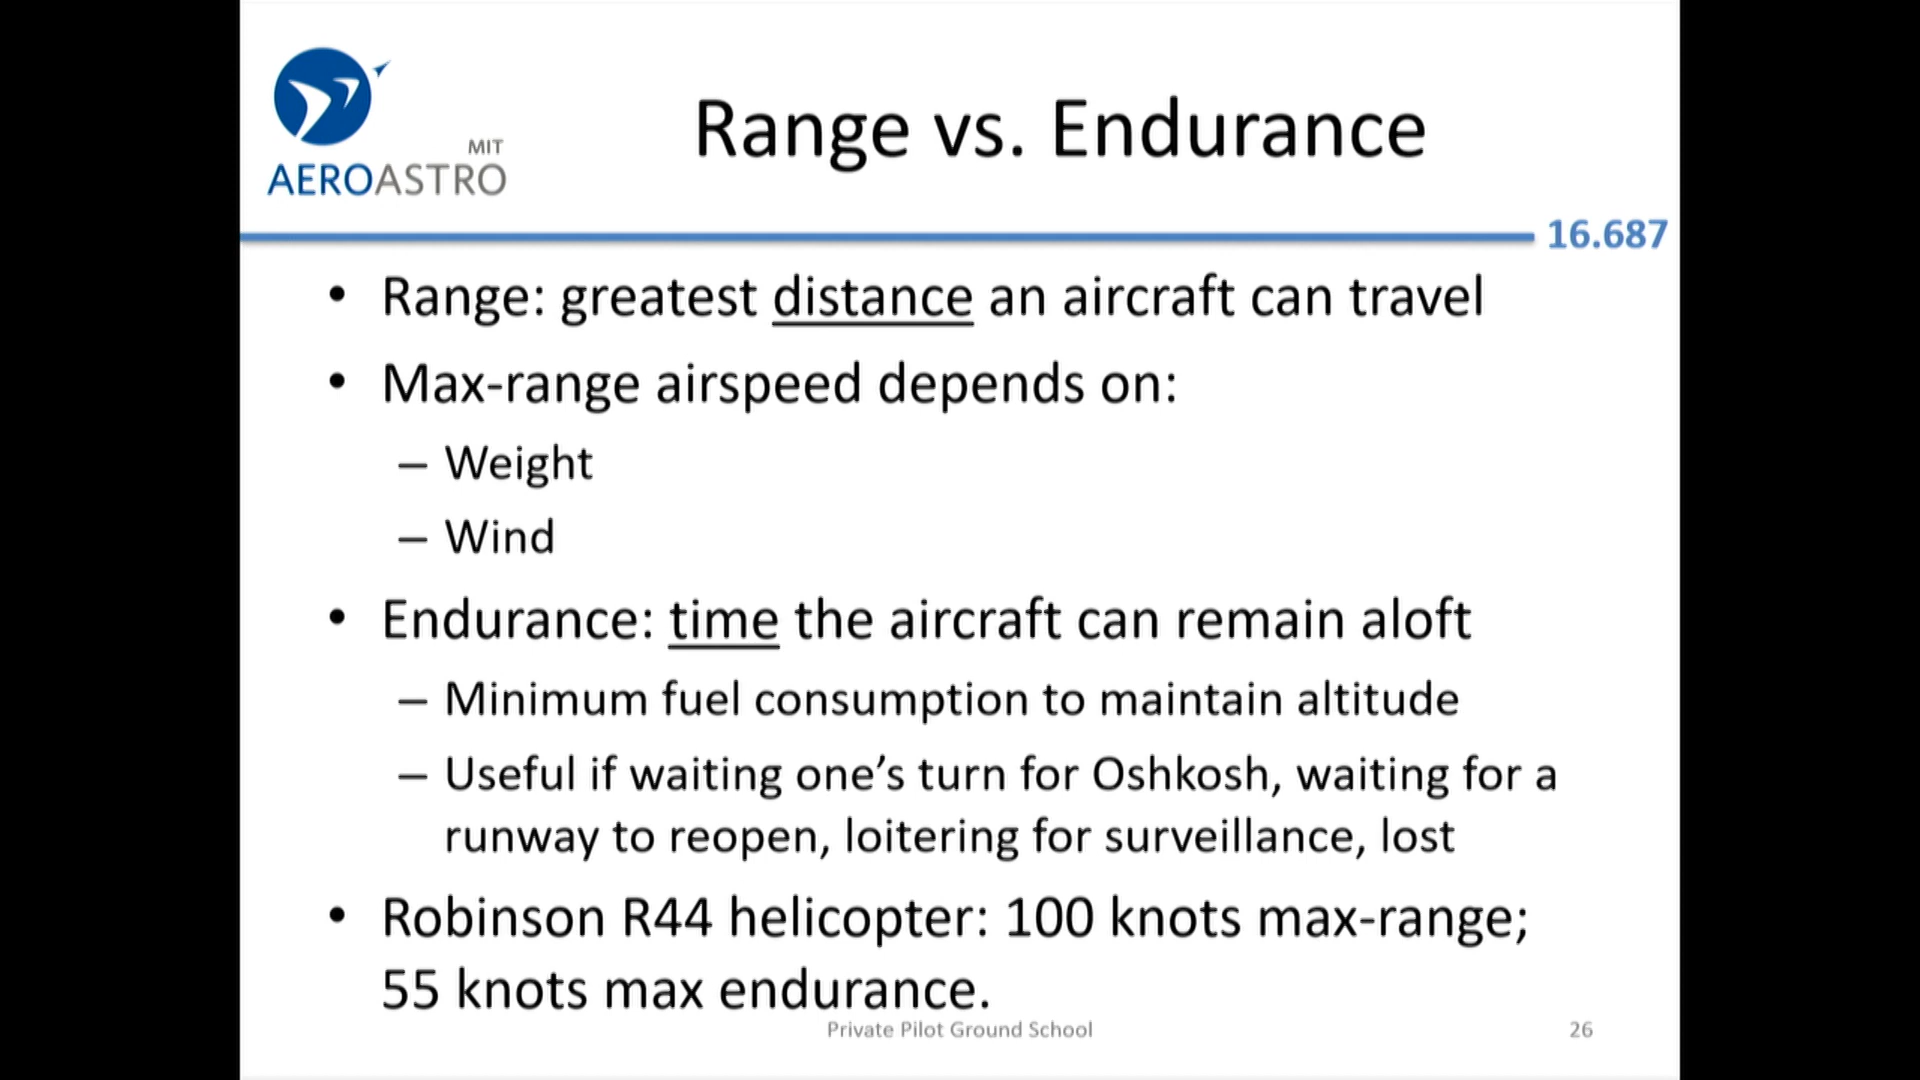 MIT
AEROASTRO
Range vs. Endurance
16.687
• Range: greatest distance an aircraft can travel
• Max-range airspeed depends on:
– Weight
– Wind
• Endurance: time the aircraft can remain aloft
– Minimum fuel consumption to maintain altitude
– Useful if waiting one’s turn for Oshkosh, waiting for a
runway to reopen, loitering for surveillance, lost
• Robinson R44 helicopter: 100 knots max-range;
55 knots max endurance.
Private Pilot Ground School
26